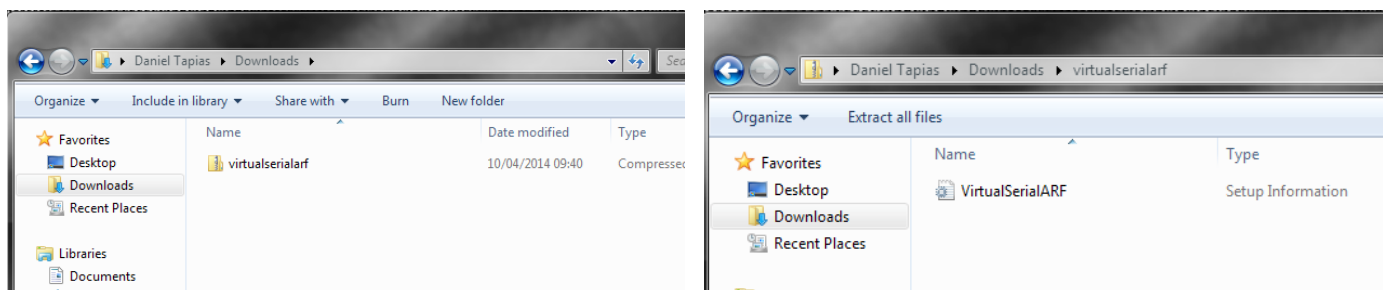 Daniel Tapias Downloads
Organize Include in library Share with Burn New folder
Favorites
Desktop
Downloads
Recent Places
Libraries
Documents
Name Date modified Type
virtualserialarf 10/04/2014 09:40 Compressed
Daniel Tapias Downloads virtualserialarf
Organize Extract all files
Favorites
Desktop
Downloads
Recent Places
Name Type
VirtualSerialARF Setup Information